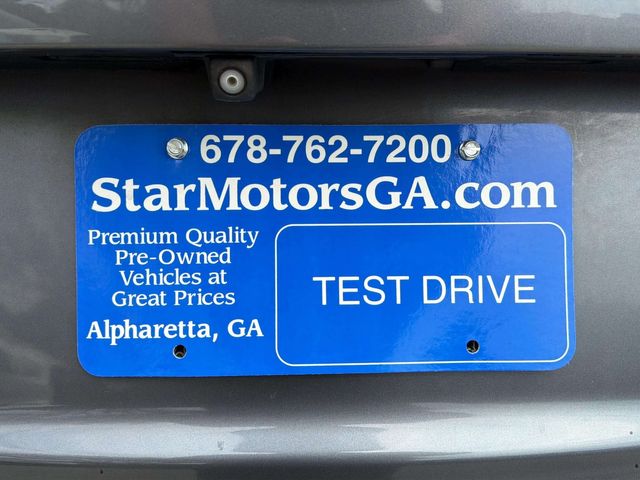 678-762-7200
StarMotorsGA.com
Premium Quality
Pre-Owned
Vehicles at
Great Prices
Alpharetta, GA
TEST DRIVE